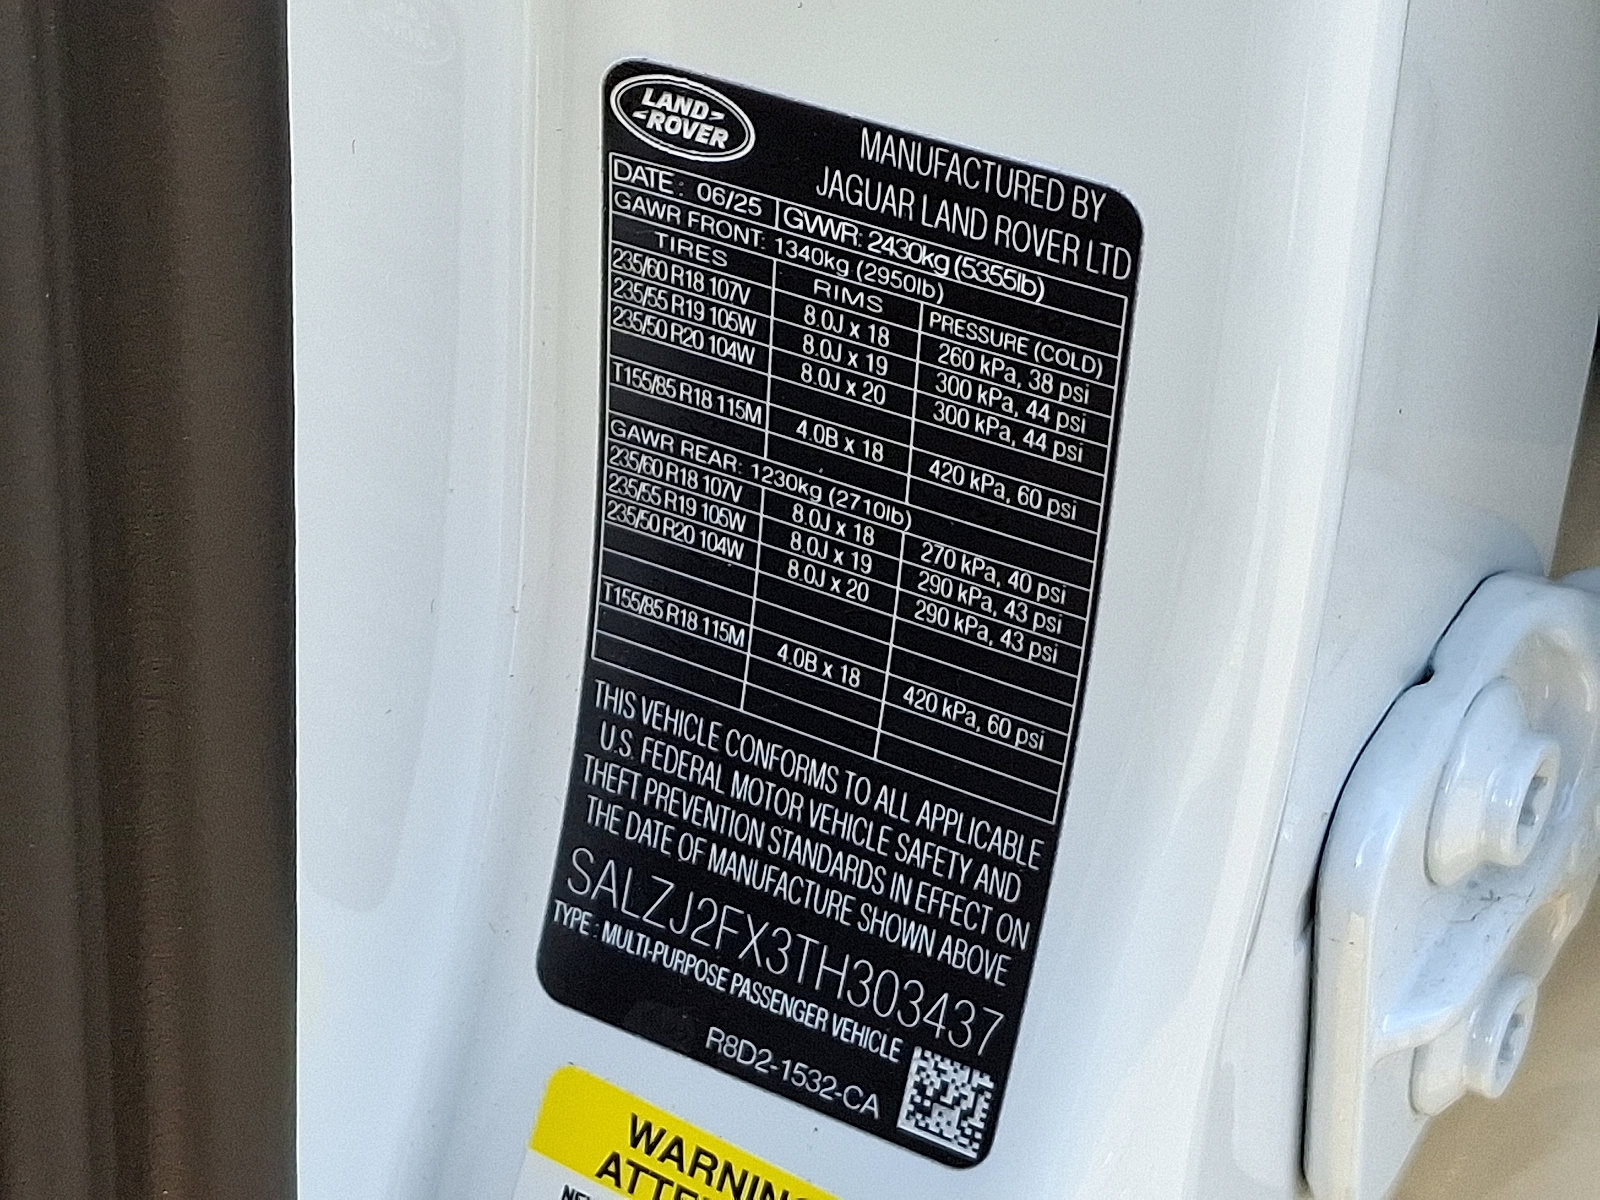 LAND
ROVER
MANUFACTURED BY
JAGUAR LAND ROVER LTD
DATE: 06/25 GVWR: 2430kg (5355lb)
GAWR FRONT: 1340kg (2950lb)
TIRES RIMS PRESSURE (COLD)
235/60 R18 107V 8.0J x 18 260 kPa, 38 psi
235/55 R19 105W 8.0J x 19 300 kPa, 44 psi
235/50 R20 104W 8.0J x 20 300 kPa, 44 psi
T155/85 R18 115M 4.0B x 18 420 kPa, 60 psi
GAWR REAR: 1230kg (2710lb)
235/60 R18 107V 8.0J x 18 270 kPa, 40 psi
235/55 R19 105W 8.0J x 19 290 kPa, 43 psi
235/50 R20 104W 8.0J x 20 290 kPa, 43 psi
T155/85 R18 115M 4.0B x 18 420 kPa, 60 psi
THIS VEHICLE CONFORMS TO ALL APPLICABLE
U.S. FEDERAL MOTOR VEHICLE SAFETY AND
THEFT PREVENTION STANDARDS IN EFFECT ON
THE DATE OF MANUFACTURE SHOWN ABOVE
SALZJ2FX3TH303437
TYPE: MULTI-PURPOSE PASSENGER VEHICLE
R8D2-1532-CA
WARNING